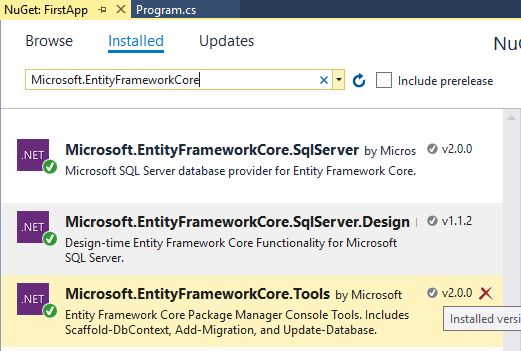 NuGet: FirstApp Program.cs
Browse Installed Updates
Microsoft.EntityFrameworkCore Include prerelease
.NET
Microsoft.EntityFrameworkCore.SqlServer by Micros v2.0.0
Microsoft SQL Server database provider for Entity Framework Core.
.NET
Microsoft.EntityFrameworkCore.SqlServer.Design v1.1.2
Design-time Entity Framework Core Functionality for Microsoft
SQL Server.
.NET
Microsoft.EntityFrameworkCore.Tools by Microsoft v2.0.0
Entity Framework Core Package Manager Console Tools. Includes
Scaffold-DbContext, Add-Migration, and Update-Database.
Installed versi